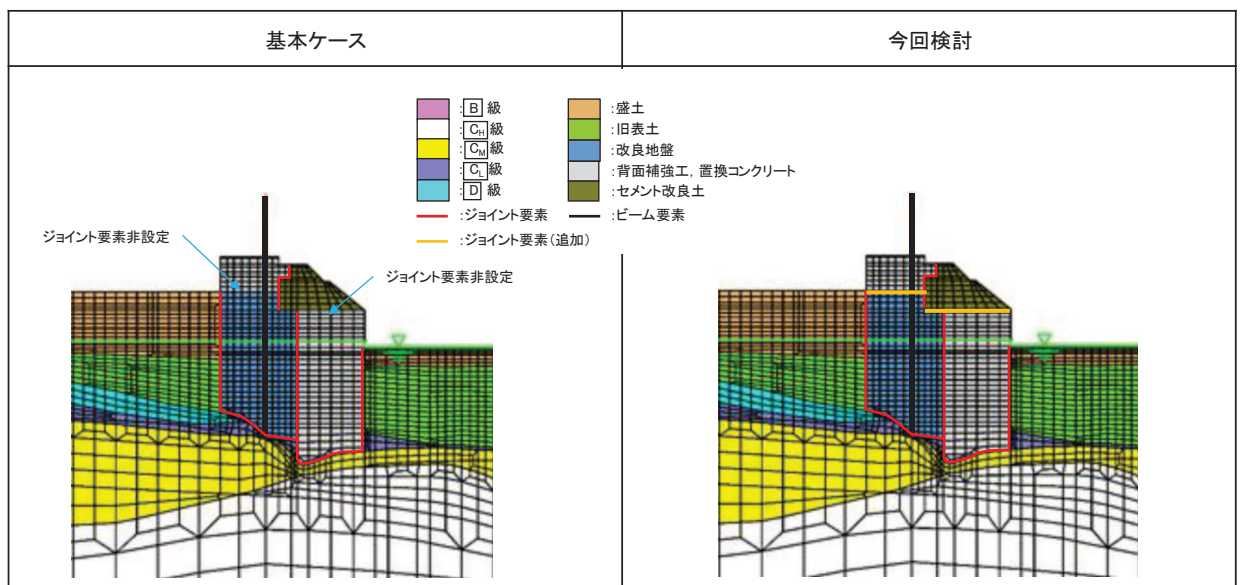 基本ケース
今回検討
:B 級
:CH級
:CM級
:CL級
:D 級
:盛土
:旧表土
:改良地盤
:背面補強工, 置換コンクリート
:セメント改良土
:ジョイント要素
:ビーム要素
:ジョイント要素(追加)
ジョイント要素非設定
ジョイント要素非設定